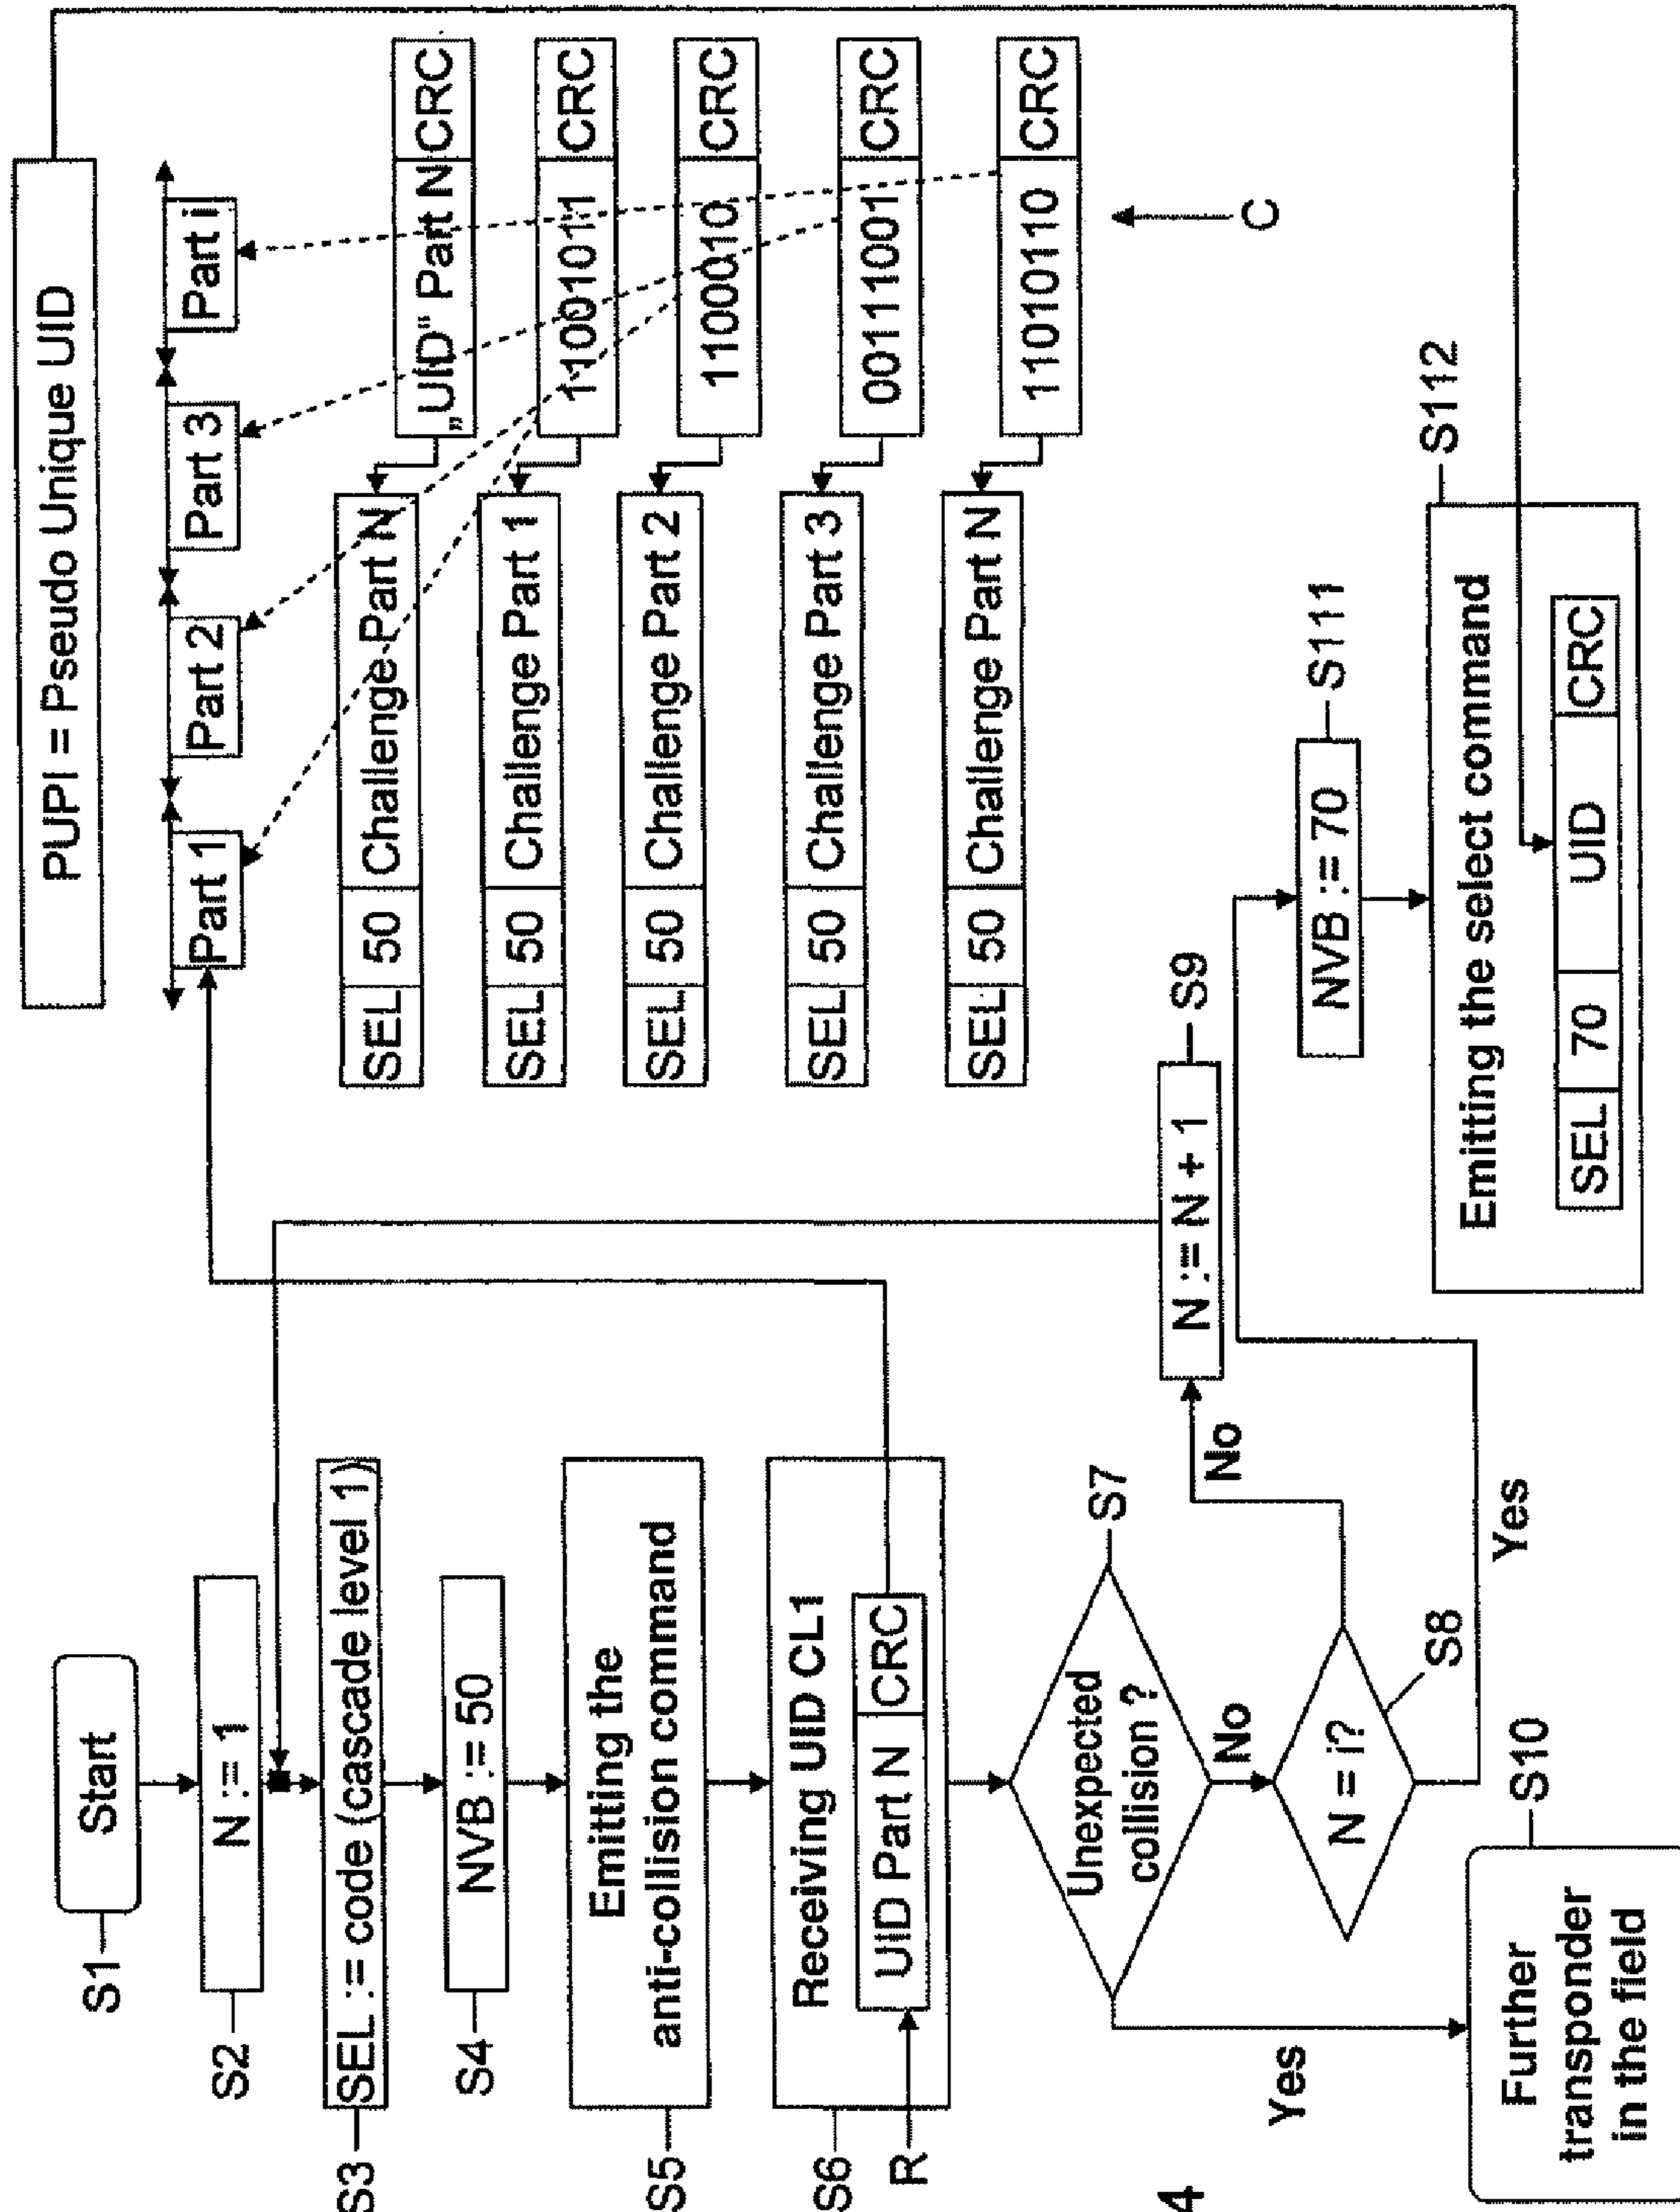 S1
Start
S2
N := 1
S3
SEL := code (cascade level 1)
S4
NVB := 50
S5
Emitting the
anti-collision command
S6
Receiving UID CL1
R
UID Part N CRC
Unexpected
collision ?
S7
Yes
No
N = i?
S8
No
Yes
N := N + 1
S9
Further
transponder
in the field
S10
NVB := 70
S111
Emitting the select command
S112
SEL 70 UID CRC
PUPI = Pseudo Unique UID
Part 1 Part 2 Part 3 Part i
SEL 50 Challenge Part N „UID“ Part N CRC
SEL 50 Challenge Part 1 11001011 CRC
SEL 50 Challenge Part 2 11000010 CRC
SEL 50 Challenge Part 3 00111001 CRC
SEL 50 Challenge Part N 11010110 CRC
C
4